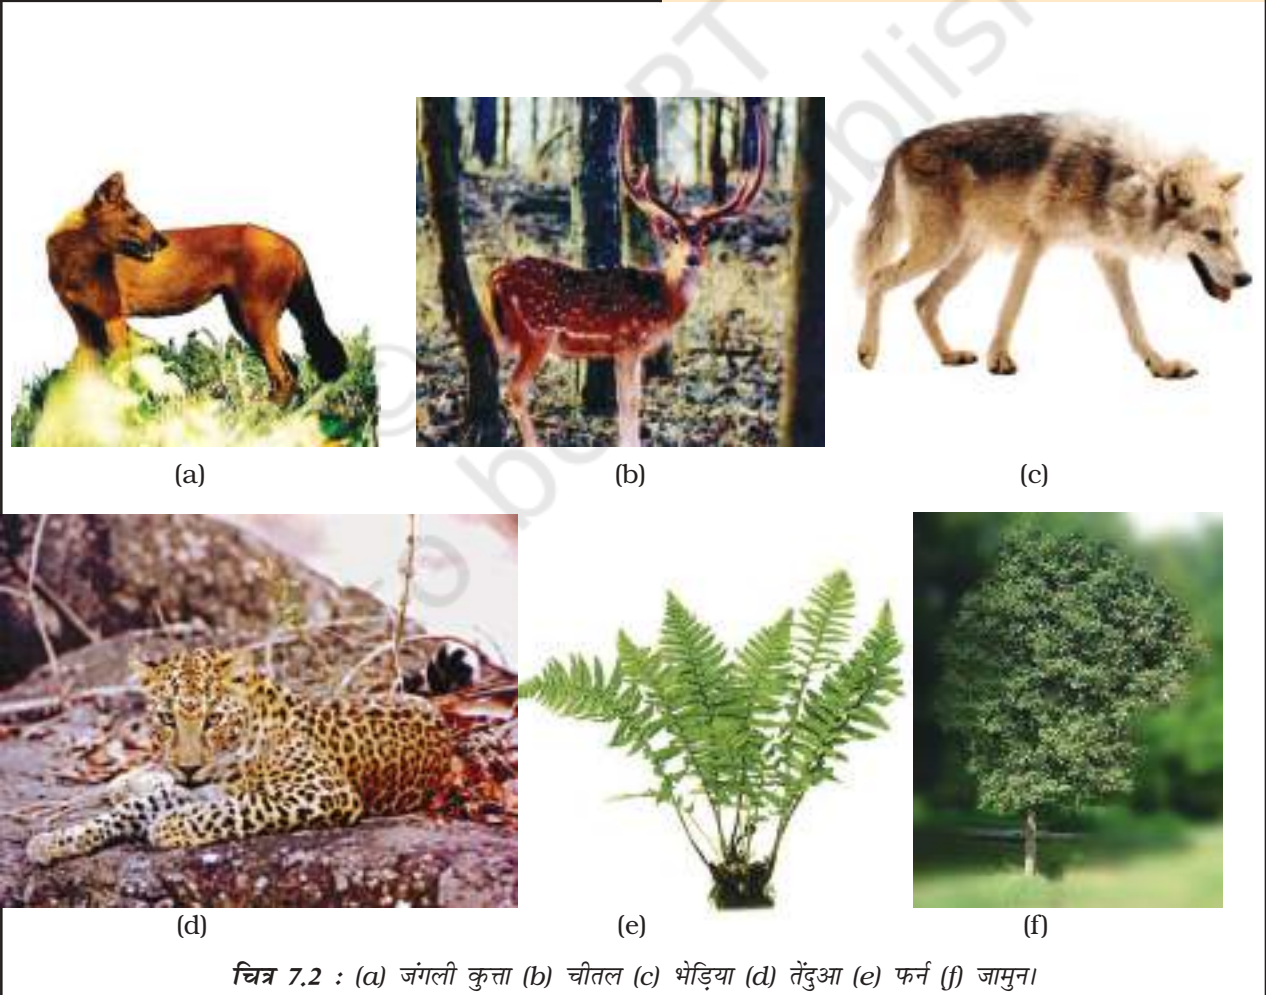 (a)
(b)
(c)
(d)
(e)
(f)
चित्र 7.2 : (a) जंगली कुत्ता (b) चीतल (c) भेड़िया (d) तेंदुआ (e) फर्न (f) जामुन।